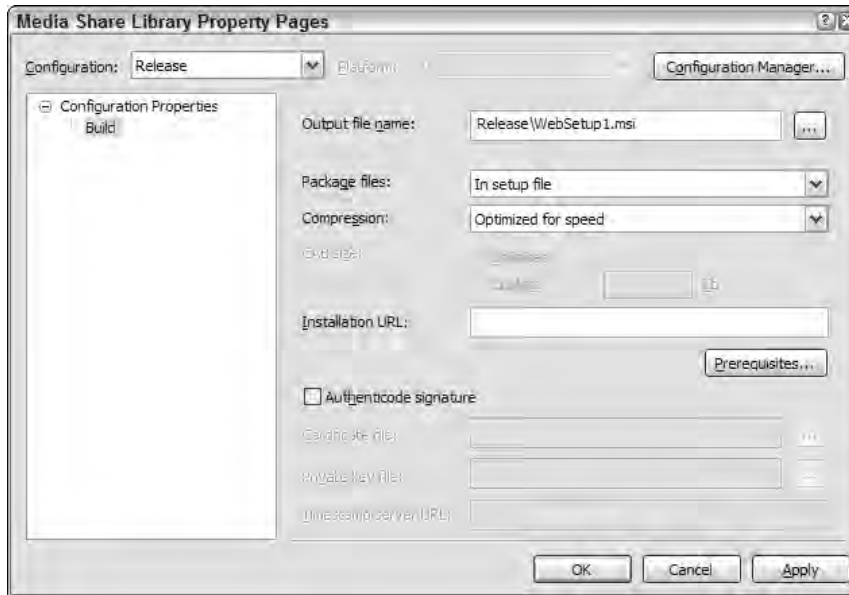 Media Share Library Property Pages
Configuration: Release Platform: Configuration Manager...
Configuration Properties
Build
Output file name: Release\WebSetup1.msi ...
Package files: In setup file
Compression: Optimized for speed
CAB size: Unlimited
Custom: Kb
Installation URL:
Prerequisites...
Authenticode signature
Certificate file: ...
Private key file: ...
Timestamp server URL:
OK Cancel Apply